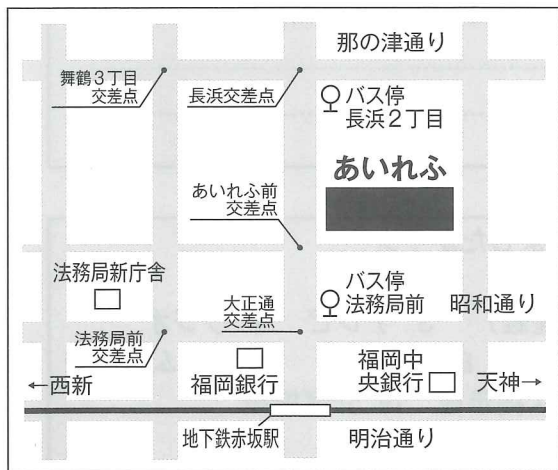 那の津通り
舞鶴3丁目
交差点
長浜交差点
バス停
長浜2丁目
あいれふ
あいれふ前
交差点
法務局新庁舎
大正通
交差点
バス停
法務局前
昭和通り
法務局前
交差点
福岡銀行
福岡中
央銀行
←西新
天神→
地下鉄赤坂駅
明治通り